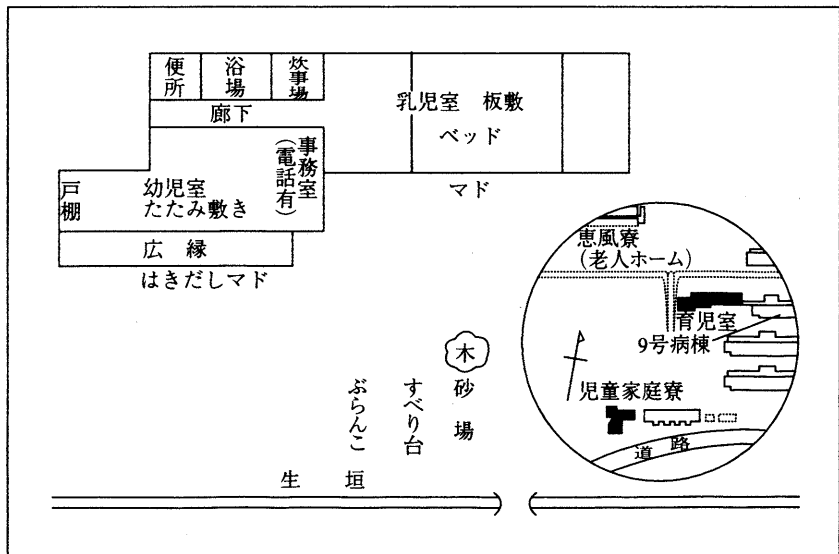 便所
浴場
炊事場
廊下
乳児室 板敷
ベッド
事務室
（電話有）
戸棚
幼児室
たたみ敷き
マド
広縁
はきだしマド
恵風寮
（老人ホーム）
育児室
9号病棟
児童家庭寮
道路
木
砂場
すべり台
ぶらんこ
生垣